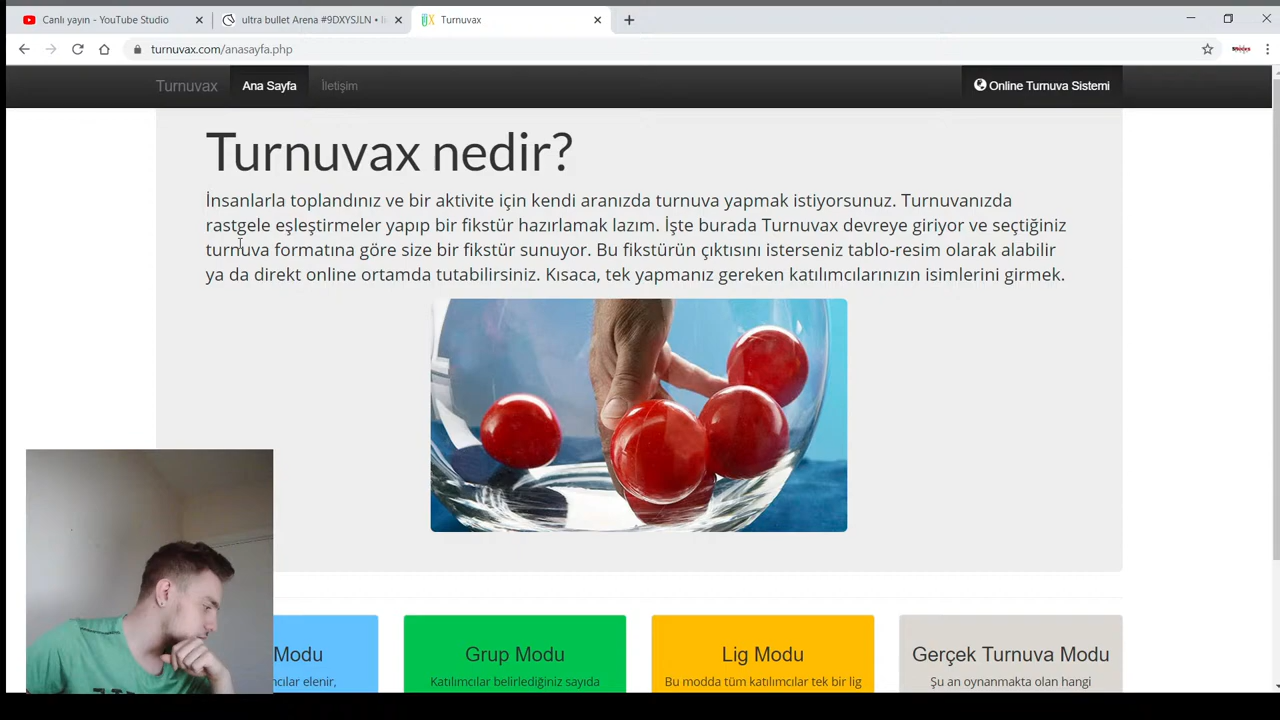 Canlı yayın - YouTube Studio
ultra bullet Arena #9DXYSJLN • li
Turnuvax
turnuvax.com/anasayfa.php
Turnuvax
Ana Sayfa
İletişim
Online Turnuva Sistemi
Turnuvax nedir?
İnsanlarla toplandınız ve bir aktivite için kendi aranızda turnuva yapmak istiyorsunuz. Turnuvanızda
rastgele eşleştirmeler yapıp bir fikstür hazırlamak lazım. İşte burada Turnuvax devreye giriyor ve seçtiğiniz
turnuva formatına göre size bir fikstür sunuyor. Bu fikstürün çıktısını isterseniz tablo-resim olarak alabilir
ya da direkt online ortamda tutabilirsiniz. Kısaca, tek yapmanız gereken katılımcılarınızın isimlerini girmek.
Modu
Grup Modu
Lig Modu
Gerçek Turnuva Modu
ncılar elenir,
Katılımcılar belirlediğiniz sayıda
Bu modda tüm katılımcılar tek bir lig
Şu an oynanmakta olan hangi